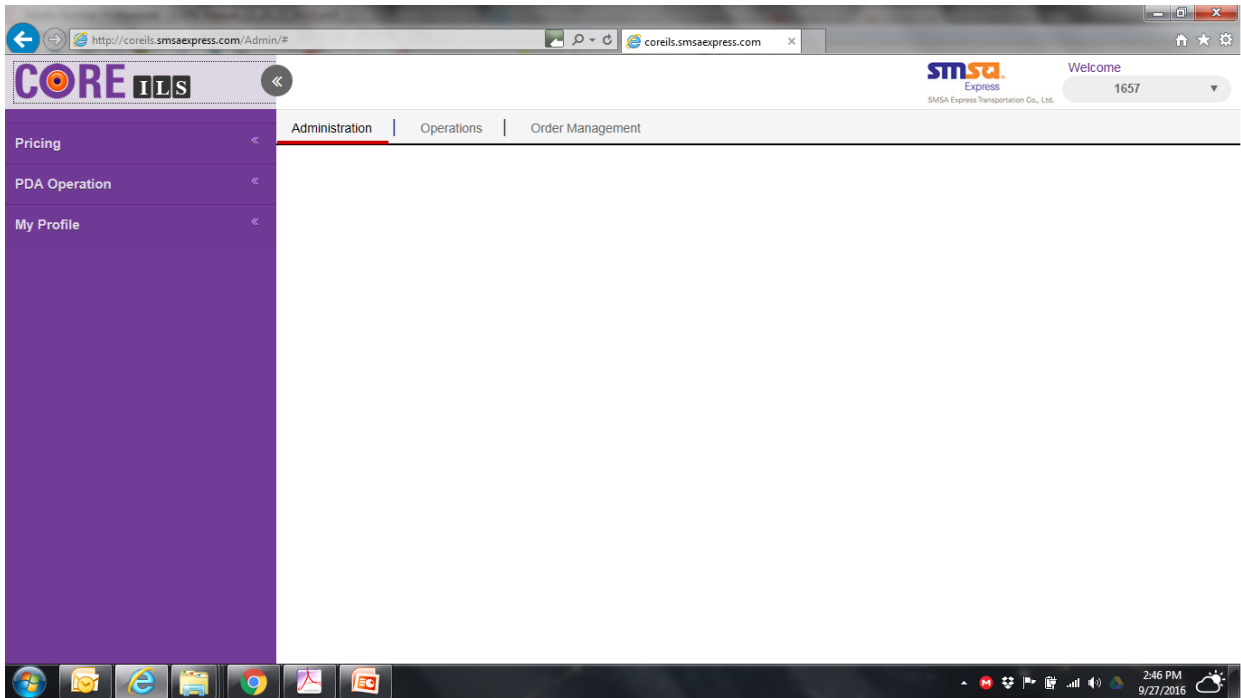 http://coreils.smsaexpress.com/Admin/#
coreils.smsaexpress.com
CORE ILS
smsa
Express
SMSA Express Transportation Co., Ltd.
Welcome
1657
Administration
Operations
Order Management
Pricing
PDA Operation
My Profile
2:46 PM
9/27/2016